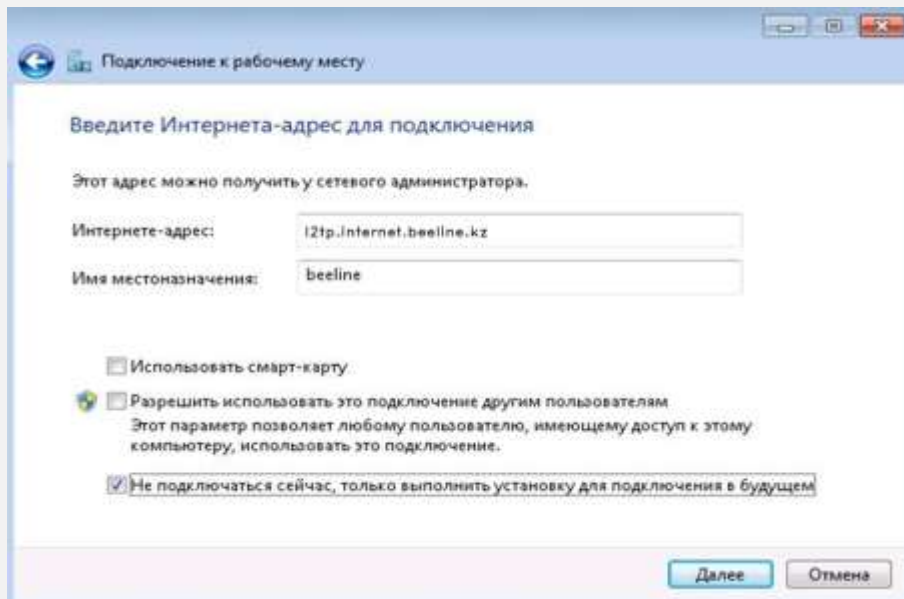 Подключение к рабочему месту
Введите Интернета-адрес для подключения
Этот адрес можно получить у сетевого администратора.
Интернете-адрес: l2tp.internet.beeline.kz
Имя местоназначения: beeline
Использовать смарт-карту
Разрешить использовать это подключение другим пользователям
Этот параметр позволяет любому пользователю, имеющему доступ к этому
компьютеру, использовать это подключение.
Не подключаться сейчас, только выполнить установку для подключения в будущем
Далее Отмена